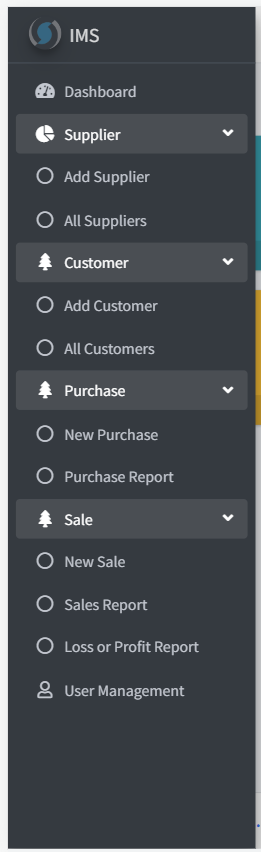 IMS
Dashboard
Supplier
Add Supplier
All Suppliers
Customer
Add Customer
All Customers
Purchase
New Purchase
Purchase Report
Sale
New Sale
Sales Report
Loss or Profit Report
User Management